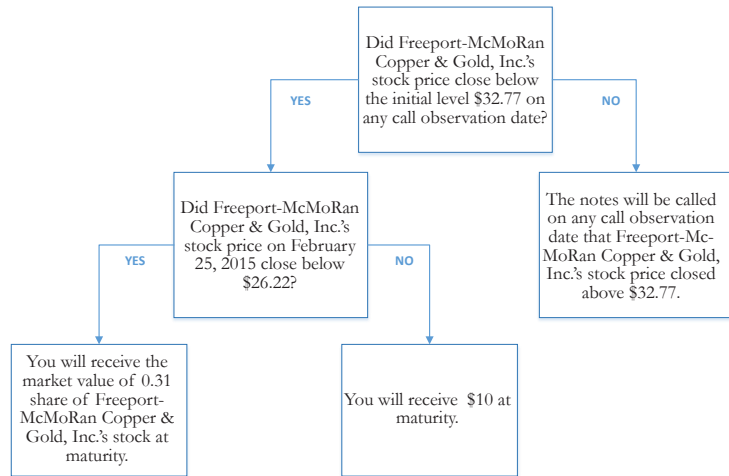 Did Freeport-McMoRan
Copper & Gold, Inc.'s
stock price close below
the initial level $32.77 on
any call observation date?
YES
NO
Did Freeport-McMoRan
Copper & Gold, Inc.'s
stock price on February
25, 2015 close below
$26.22?
The notes will be called
on any call observation
date that Freeport-Mc-
MoRan Copper & Gold,
Inc.'s stock price closed
above $32.77.
YES
NO
You will receive the
market value of 0.31
share of Freeport-
McMoRan Copper &
Gold, Inc.'s stock at
maturity.
You will receive $10 at
maturity.